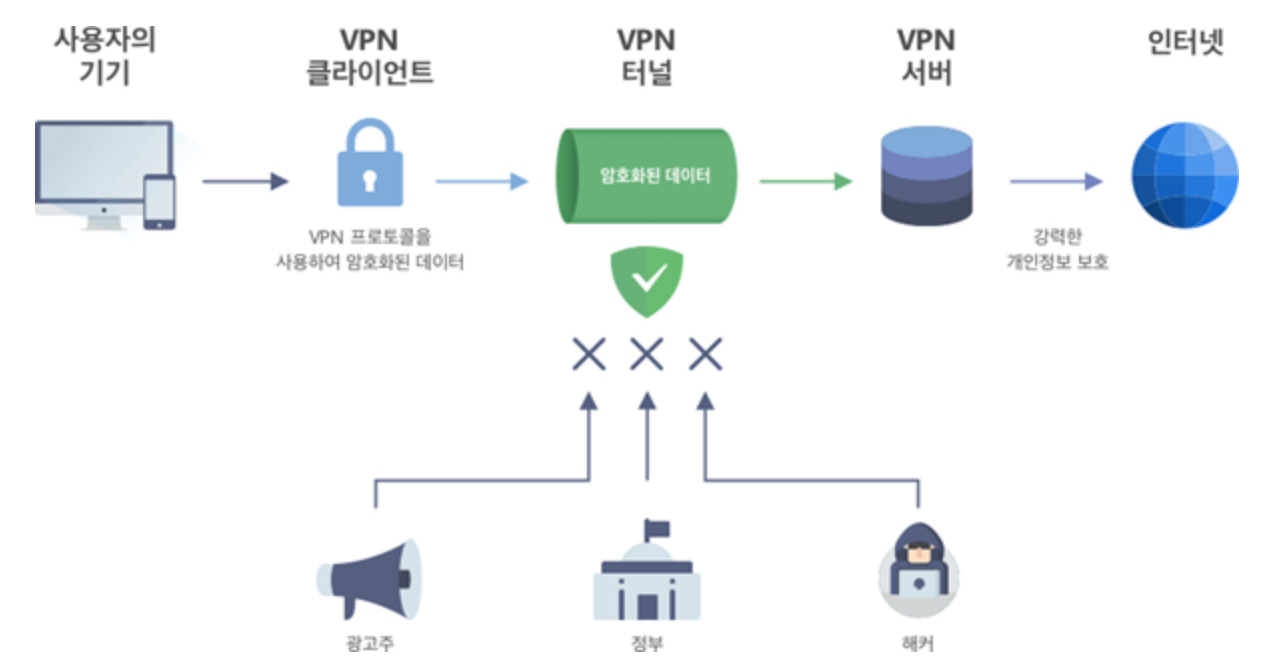 사용자의
기기
VPN
클라이언트
VPN
터널
VPN
서버
인터넷
암호화된 데이터
VPN 프로토콜을
사용하여 암호화된 데이터
강력한
개인정보 보호
광고주
정부
해커